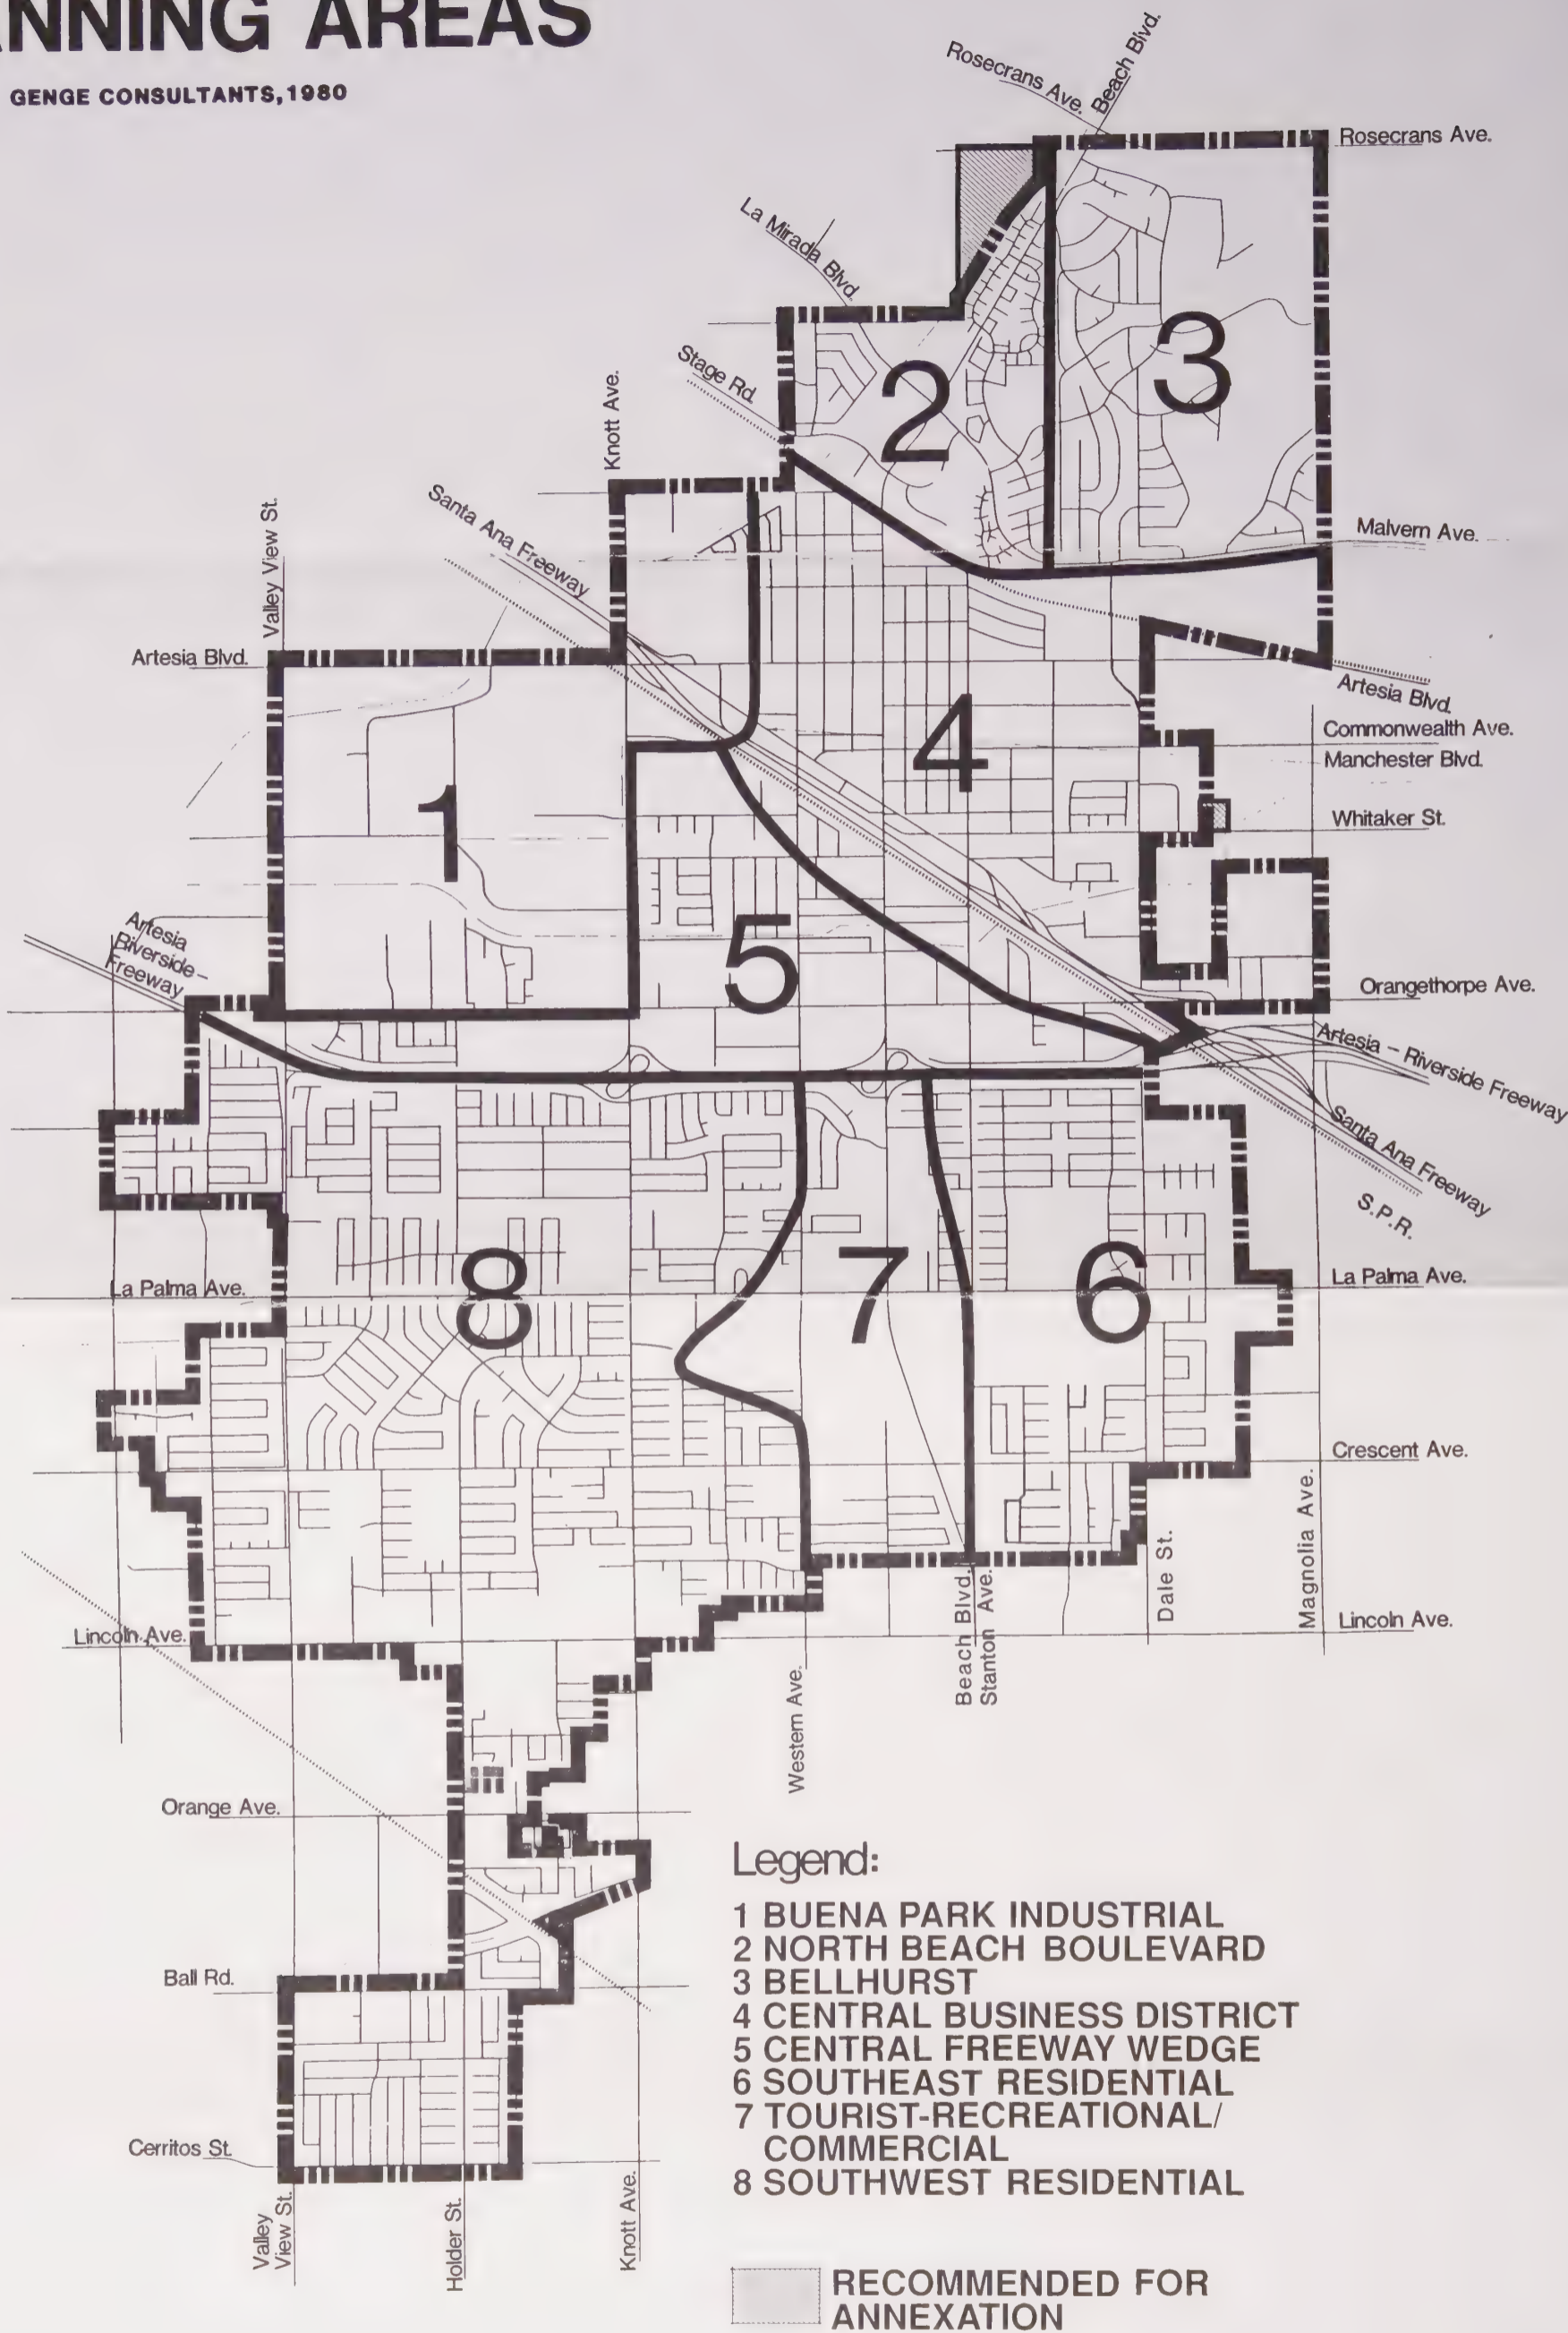 ANNING AREAS
GENGE CONSULTANTS, 1980
Rosecrans Ave.
Beach Blvd.
Rosecrans Ave.
La Mirada Blvd.
3
2
Stage Rd.
Knott Ave.
Santa Ana Freeway
Valley View St.
Malvern Ave.
Artesia Blvd.
Artesia Blvd.
4
Commonwealth Ave.
Manchester Blvd.
1
Whitaker St.
5
Artesia
Riverside-
Freeway
Orangethorpe Ave.
Artesia - Riverside Freeway
Santa Ana Freeway
S.P.R.
8
7
6
La Palma Ave.
La Palma Ave.
Crescent Ave.
Dale St.
Magnolia Ave.
Lincoln Ave.
Lincoln Ave.
Western Ave.
Beach Blvd.
Stanton Ave.
Orange Ave.
Ball Rd.
Cerritos St.
Valley
View St.
Holder St.
Knott Ave.
Legend:
1 BUENA PARK INDUSTRIAL
2 NORTH BEACH BOULEVARD
3 BELLHURST
4 CENTRAL BUSINESS DISTRICT
5 CENTRAL FREEWAY WEDGE
6 SOUTHEAST RESIDENTIAL
7 TOURIST-RECREATIONAL/
COMMERCIAL
8 SOUTHWEST RESIDENTIAL
RECOMMENDED FOR
ANNEXATION